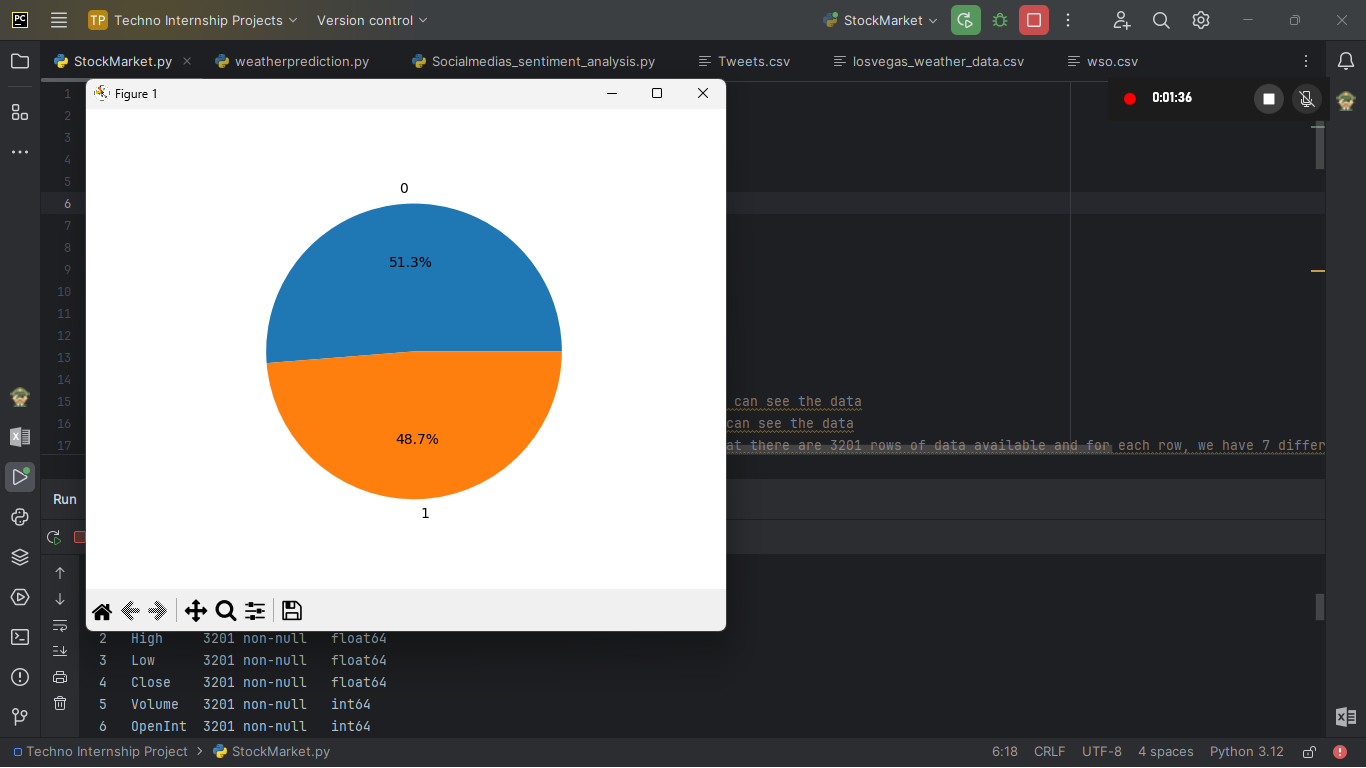 PC TP Techno Internship Projects Version control StockMarket
StockMarket.py weatherprediction.py Socialmedias_sentiment_analysis.py Tweets.csv losvegas_weather_data.csv wso.csv
Figure 1
0:01:36
1
2
3
4
5
6
7
8
9
10
11
12
13
14
15 can see the data
16 can see the data
17 at there are 3201 rows of data available and for each row, we have 7 differ
0
51.3%
48.7%
1
Run
2 High 3201 non-null float64
3 Low 3201 non-null float64
4 Close 3201 non-null float64
5 Volume 3201 non-null int64
6 OpenInt 3201 non-null int64
Techno Internship Project > StockMarket.py 6:18 CRLF UTF-8 4 spaces Python 3.12